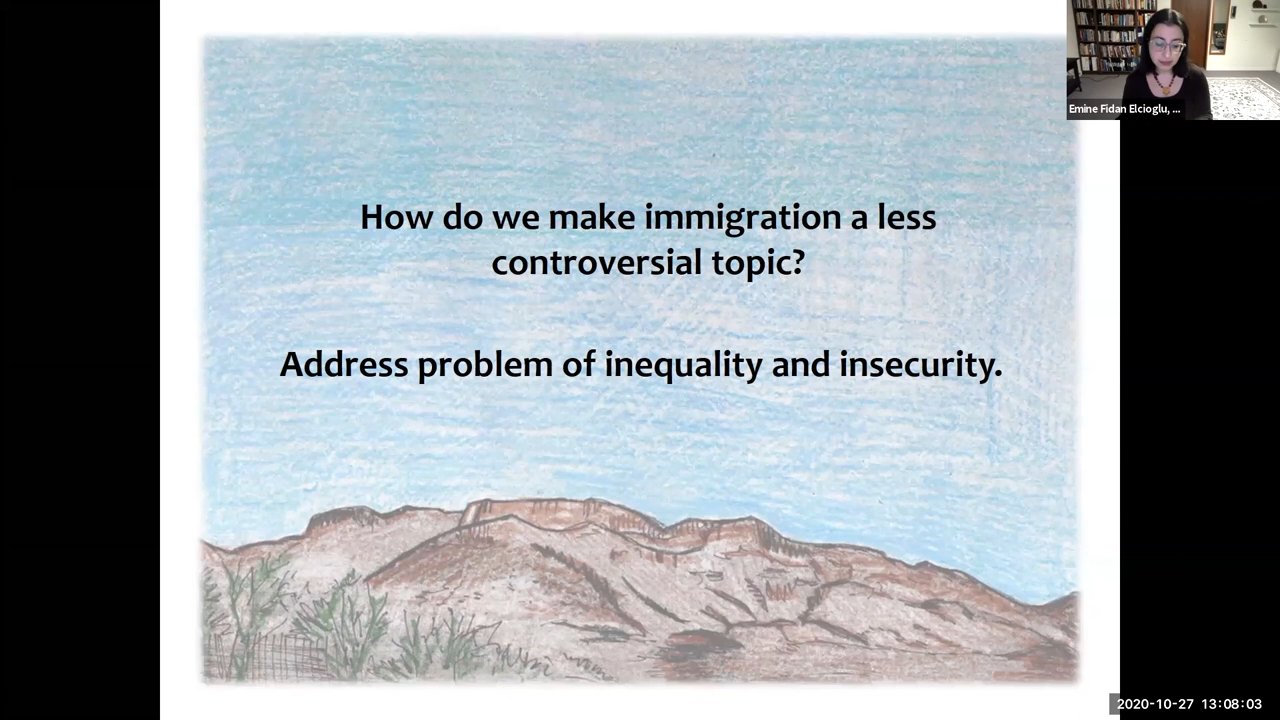 Emine Fidan Elcioglu, ...
How do we make immigration a less
controversial topic?
Address problem of inequality and insecurity.
2020-10-27 13:08:03